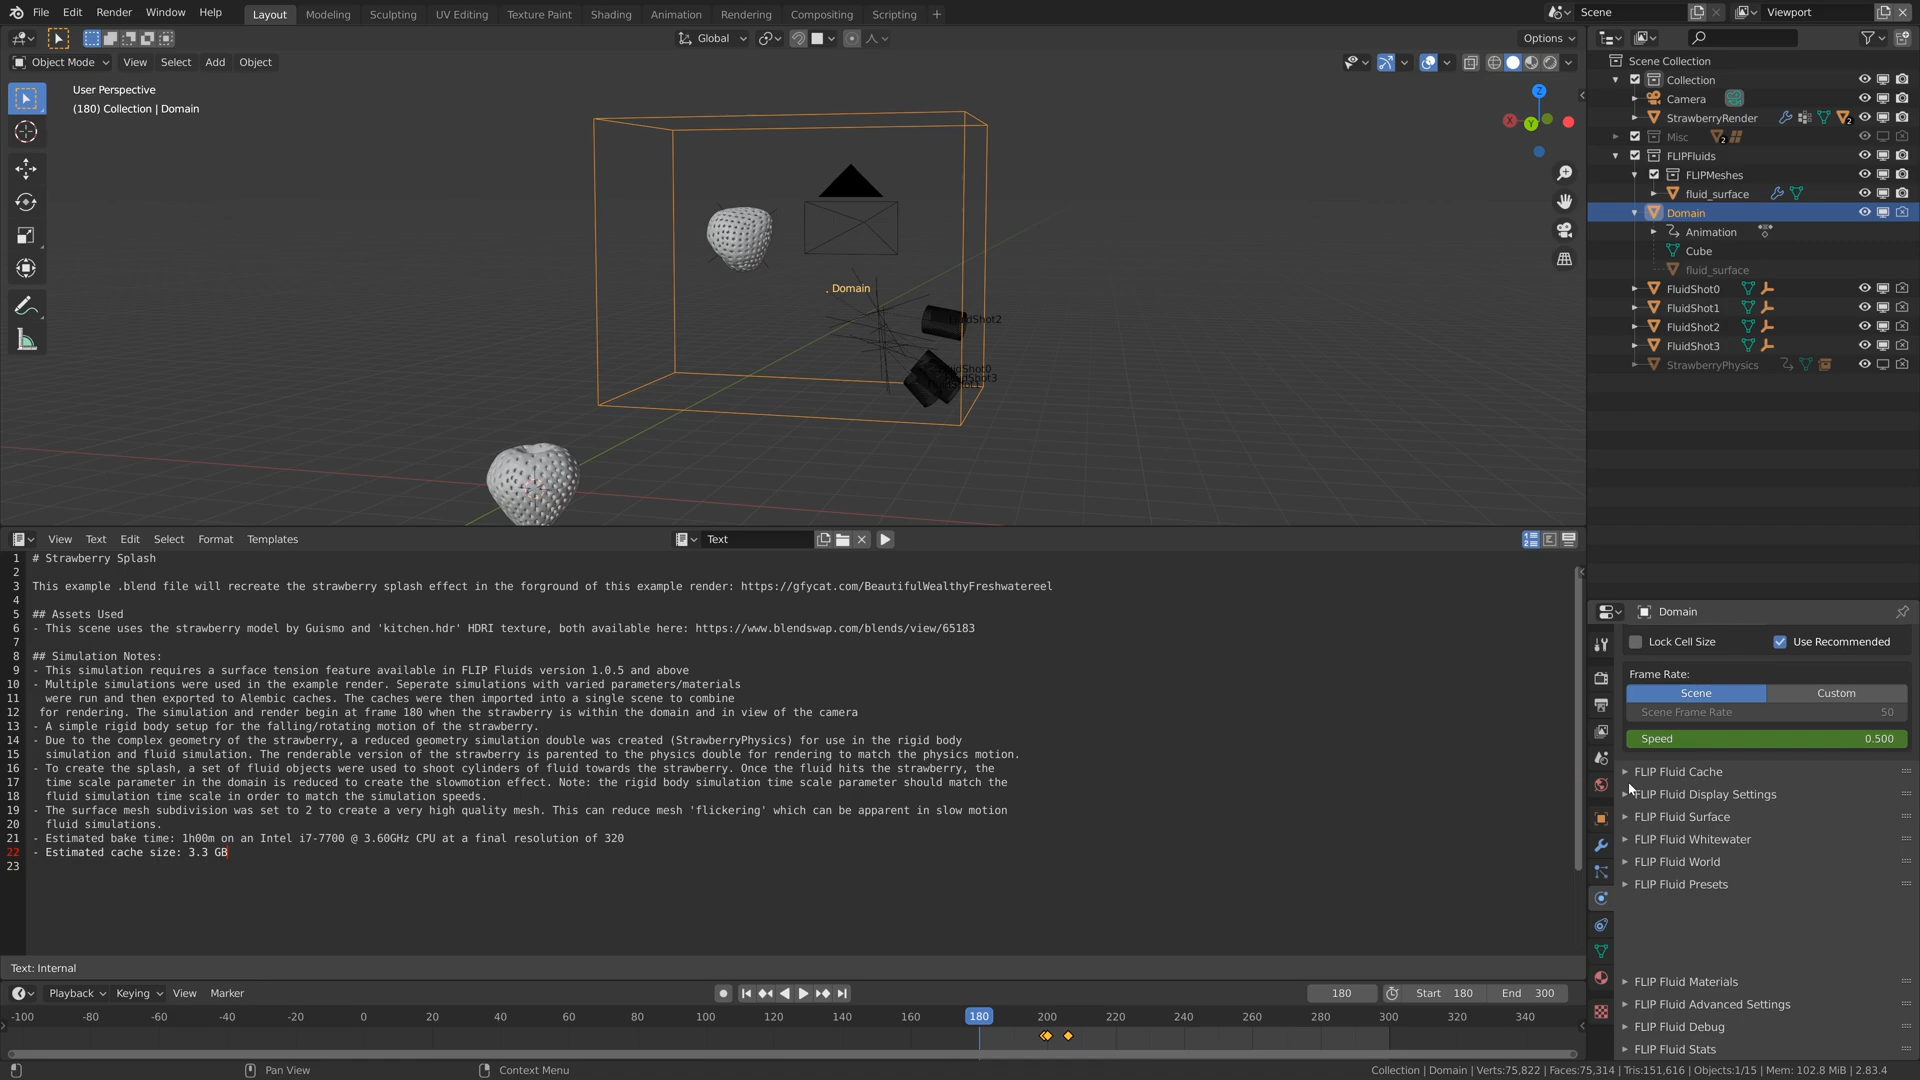 File Edit Render Window Help Layout Modeling Sculpting UV Editing Texture Paint Shading Animation Rendering Compositing Scripting + Scene Viewport
Global Options
Object Mode View Select Add Object
User Perspective
(180) Collection | Domain
Z
X Y
. Domain
FluidShot2
Scene Collection
Collection
Camera
StrawberryRender 2
Misc 2
FLIPFluids
FLIPMeshes
fluid_surface
Domain
Animation
Cube
fluid_surface
FluidShot0
FluidShot1
FluidShot2
FluidShot3
StrawberryPhysics
View Text Edit Select Format Templates Text
1 # Strawberry Splash
2
3 This example .blend file will recreate the strawberry splash effect in the forground of this example render: https://gfycat.com/BeautifulWealthyFreshwatereel
4
5 ## Assets Used
6 - This scene uses the strawberry model by Guismo and 'kitchen.hdr' HDRI texture, both available here: https://www.blendswap.com/blends/view/65183
7
8 ## Simulation Notes:
9 - This simulation requires a surface tension feature available in FLIP Fluids version 1.0.5 and above
10 - Multiple simulations were used in the example render. Seperate simulations with varied parameters/materials
11 were run and then exported to Alembic caches. The caches were then imported into a single scene to combine
12 for rendering. The simulation and render begin at frame 180 when the strawberry is within the domain and in view of the camera
13 - A simple rigid body setup for the falling/rotating motion of the strawberry.
14 - Due to the complex geometry of the strawberry, a reduced geometry simulation double was created (StrawberryPhysics) for use in the rigid body
15 simulation and fluid simulation. The renderable version of the strawberry is parented to the physics double for rendering to match the physics motion.
16 - To create the splash, a set of fluid objects were used to shoot cylinders of fluid towards the strawberry. Once the fluid hits the strawberry, the
17 time scale parameter in the domain is reduced to create the slowmotion effect. Note: the rigid body simulation time scale parameter should match the
18 fluid simulation time scale in order to match the simulation speeds.
19 - The surface mesh subdivision was set to 2 to create a very high quality mesh. This can reduce mesh 'flickering' which can be apparent in slow motion
20 fluid simulations.
21 - Estimated bake time: 1h00m on an Intel i7-7700 @ 3.60GHz CPU at a final resolution of 320
22 - Estimated cache size: 3.3 GB
23
Text: Internal
Domain
Lock Cell Size Use Recommended
Frame Rate:
Scene Custom
Scene Frame Rate 50
Speed 0.500
FLIP Fluid Cache
FLIP Fluid Display Settings
FLIP Fluid Surface
FLIP Fluid Whitewater
FLIP Fluid World
FLIP Fluid Presets
FLIP Fluid Materials
FLIP Fluid Advanced Settings
FLIP Fluid Debug
FLIP Fluid Stats
Playback Keying View Marker 180 Start 180 End 300
-100 -80 -60 -40 -20 0 20 40 60 80 100 120 140 160 180 200 220 240 260 280 300 320 340
Pan View Context Menu Collection | Domain | Verts:75,822 | Faces:75,314 | Tris:151,616 | Objects:1/15 | Mem: 102.8 MiB | 2.83.4